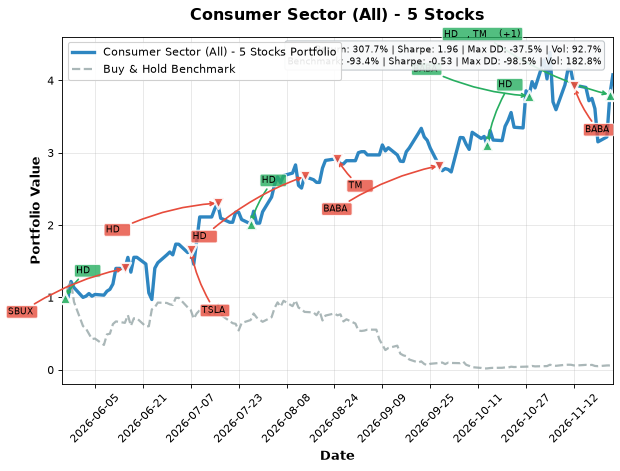 Consumer Sector (All) - 5 Stocks
HD , TM (+1)
Consumer Sector (All) - 5 Stocks Portfolio
Buy & Hold Benchmark
n: 307.7% | Sharpe: 1.96 | Max DD: -37.5% | Vol: 92.7%
Benchmark: -93.4% | Sharpe: -0.53 | Max DD: -98.5% | Vol: 182.8%
BABA
HD
BABA
HD
TM
BABA
HD
HD
HD
SBUX
TSLA
Portfolio Value
4
3
2
1
0
2026-06-05
2026-06-21
2026-07-07
2026-07-23
2026-08-08
2026-08-24
2026-09-09
2026-09-25
2026-10-11
2026-10-27
2026-11-12
Date